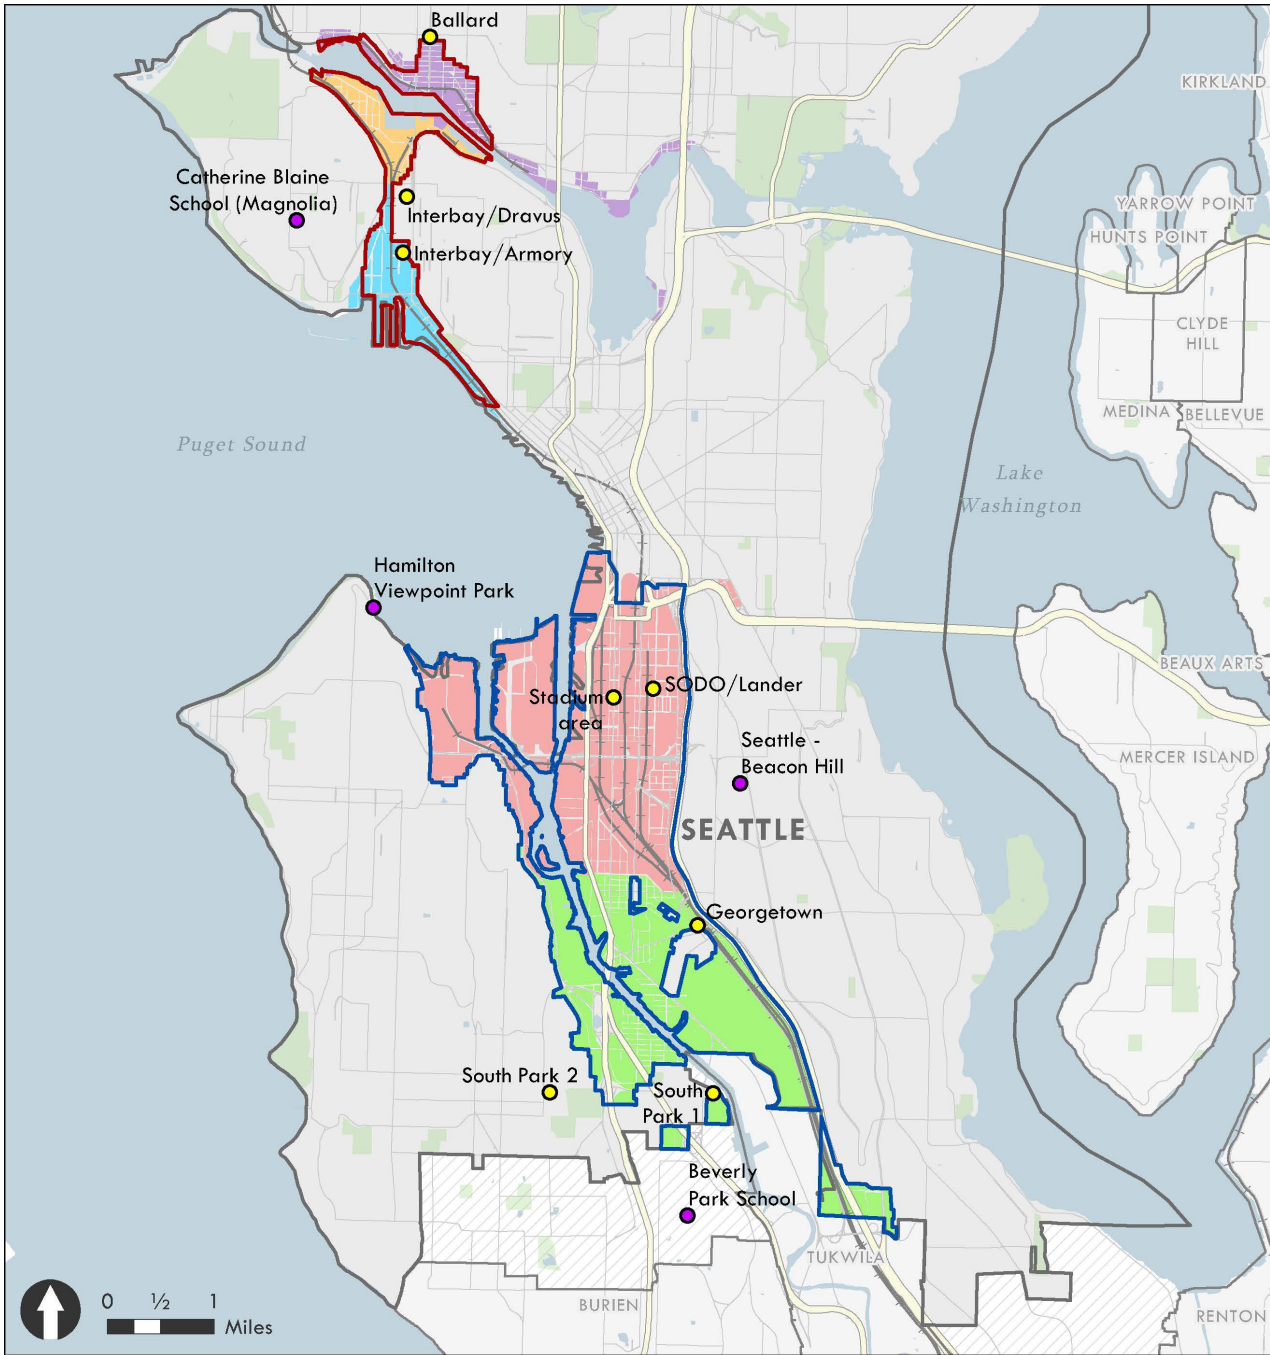 Ballard
KIRKLAND
Catherine Blaine
School (Magnolia)
Interbay/Dravus
YARROW POINT
HUNTS POINT
Interbay/Armory
CLYDE
HILL
MEDINA
BELLEVUE
Puget Sound
Lake
Washington
Hamilton
Viewpoint Park
BEAUX ARTS
Stadium
area
SODO/Lander
Seattle -
Beacon Hill
MERCER ISLAND
SEATTLE
Georgetown
South Park 2
South
Park 1
Beverly
Park School
TUKWILA
BURIEN
RENTON
0 ½ 1
Miles